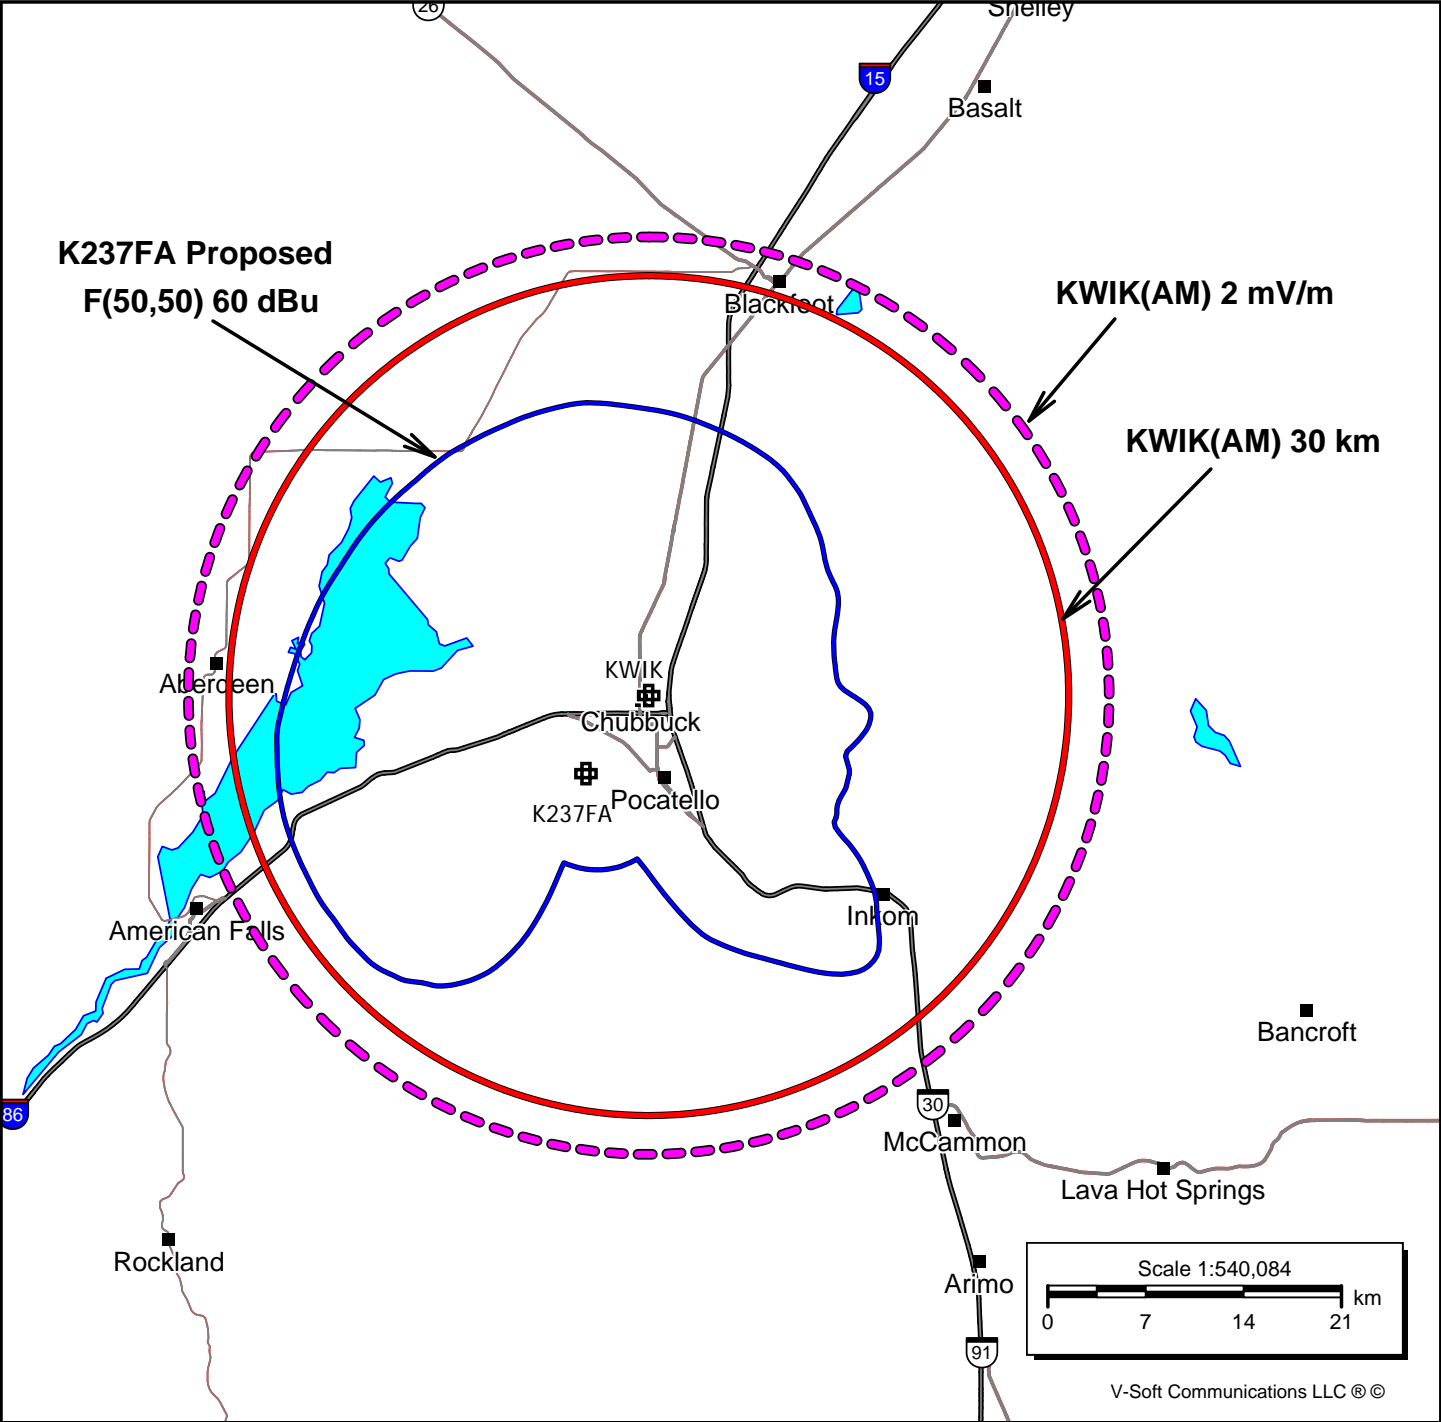 26
Shelley
15
Basalt
K237FA Proposed
F(50,50) 60 dBu
KWIK(AM) 2 mV/m
Blackfoot
KWIK(AM) 30 km
KWIK
Aberdeen
Chubbuck
Pocatello
K237FA
Inkom
American Falls
Bancroft
86
30
McCammon
Lava Hot Springs
Rockland
Arimo
Scale 1:540,084
km
0 7 14 21
91
V-Soft Communications LLC ® ©